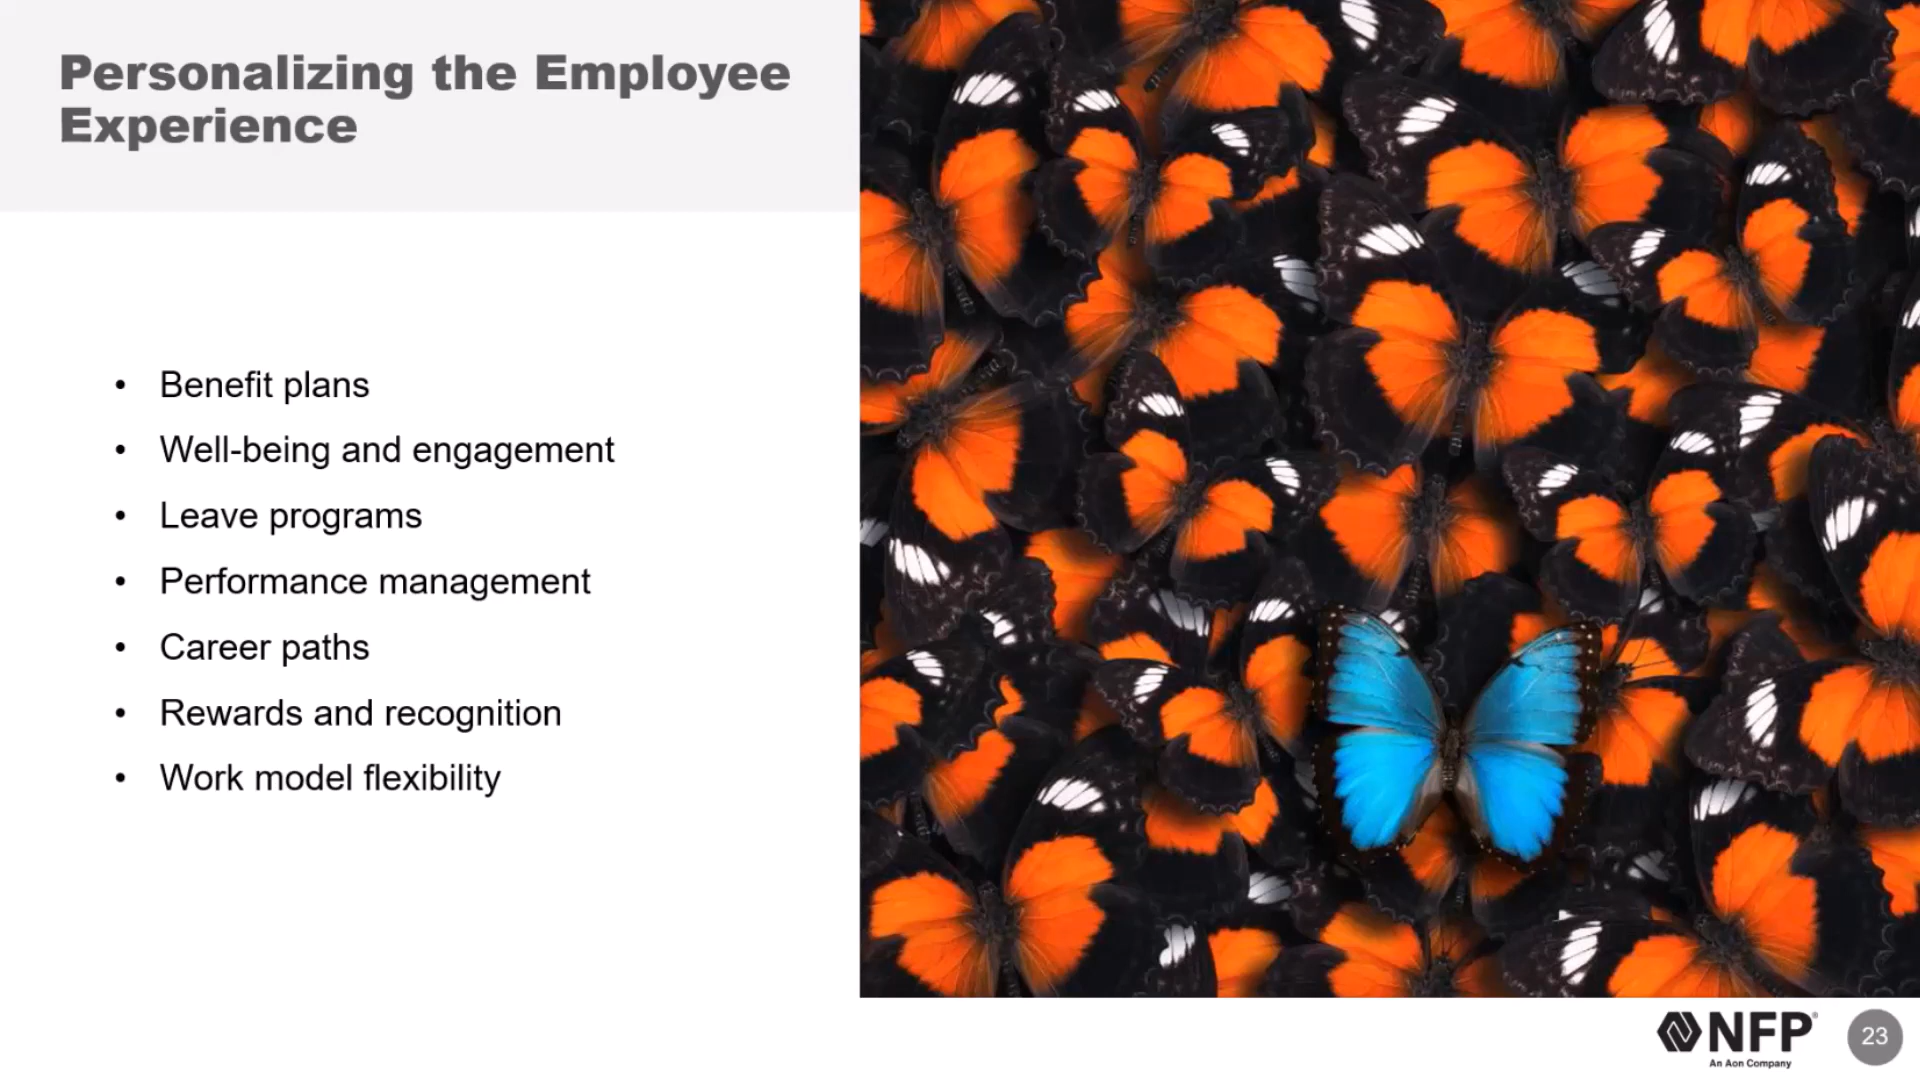 Personalizing the Employee
Experience
• Benefit plans
• Well-being and engagement
• Leave programs
• Performance management
• Career paths
• Rewards and recognition
• Work model flexibility
NFP®
An Aon Company
23